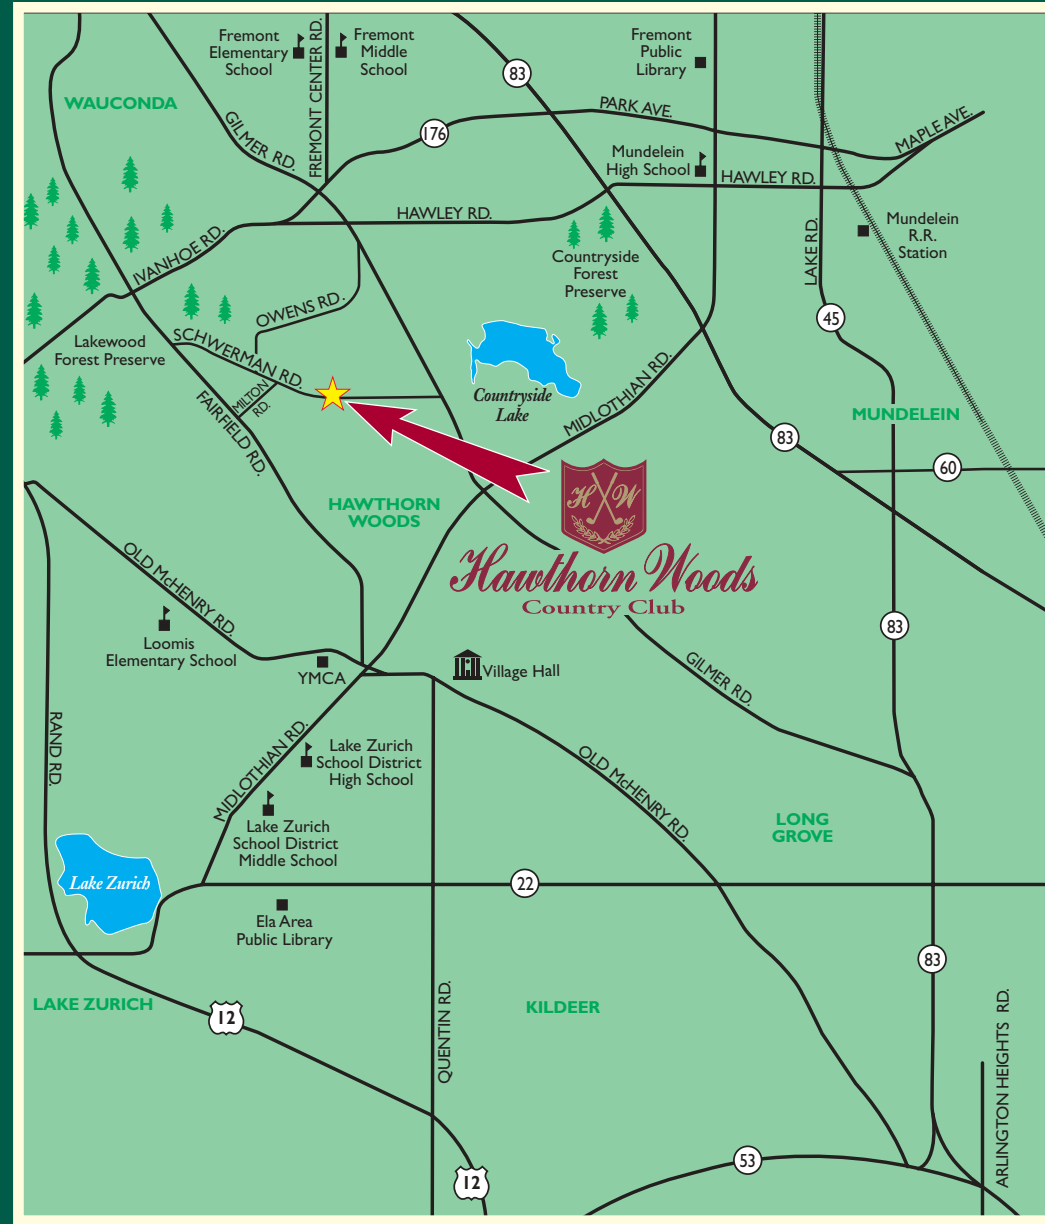 Fremont
Elementary
School
FREMONT CENTER RD.
Fremont
Middle
School
Fremont
Public
Library
83
WAUCONDA
GILMER RD.
176
PARK AVE.
MAPLE AVE.
Mundelein
High School
HAWLEY RD.
HAWLEY RD.
IVANHOE RD.
LAKE RD.
Mundelein
R.R.
Station
Countryside
Forest
Preserve
OWENS RD.
45
Lakewood
Forest Preserve
SCHWERMAN RD.
MILTON
RD.
FAIRFIELD RD.
Countryside
Lake
MIDLOTHIAN RD.
MUNDELEIN
83
60
HAWTHORN
WOODS
H W
Hawthorn Woods
Country Club
OLD McHENRY RD.
Loomis
Elementary School
83
YMCA
Village Hall
GILMER RD.
RAND RD.
MIDLOTHIAN RD.
Lake Zurich
School District
High School
OLD McHENRY RD.
Lake Zurich
School District
Middle School
LONG
GROVE
Lake Zurich
22
Ela Area
Public Library
83
LAKE ZURICH
12
QUENTIN RD.
KILDEER
ARLINGTON HEIGHTS RD.
53
12